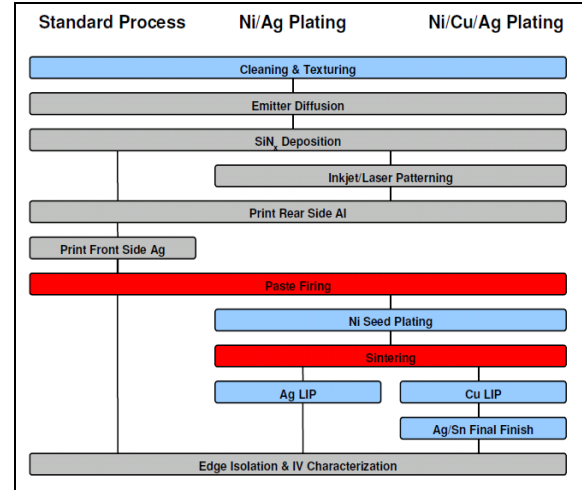 Standard Process Ni/Ag Plating Ni/Cu/Ag Plating
Cleaning & Texturing
Emitter Diffusion
SiNx Deposition
Inkjet/Laser Patterning
Print Rear Side Al
Print Front Side Ag
Paste Firing
Ni Seed Plating
Sintering
Ag LIP Cu LIP
Ag/Sn Final Finish
Edge Isolation & IV Characterization